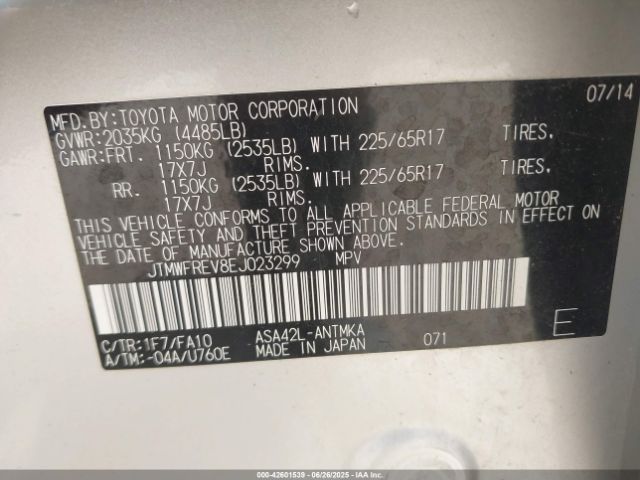 07/14
MFD.BY:TOYOTA MOTOR CORPORATION
GVWR:2035KG (4485LB)
GAWR:FRT. 1150KG (2535LB) WITH 225/65R17 TIRES,
17X7J RIMS.
RR. 1150KG (2535LB) WITH 225/65R17 TIRES,
17X7J RIMS.
THIS VEHICLE CONFORMS TO ALL APPLICABLE FEDERAL MOTOR
VEHICLE SAFETY AND THEFT PREVENTION STANDARDS IN EFFECT ON
THE DATE OF MANUFACTURE SHOWN ABOVE.
JTMWFREV8EJ023299 MPV
C/TR:1F7/FA10 ASA42L-ANTMKA
A/TM:-04A/U760E MADE IN JAPAN 071 E
000-42601539 - 06/26/2025 - IAA Inc.